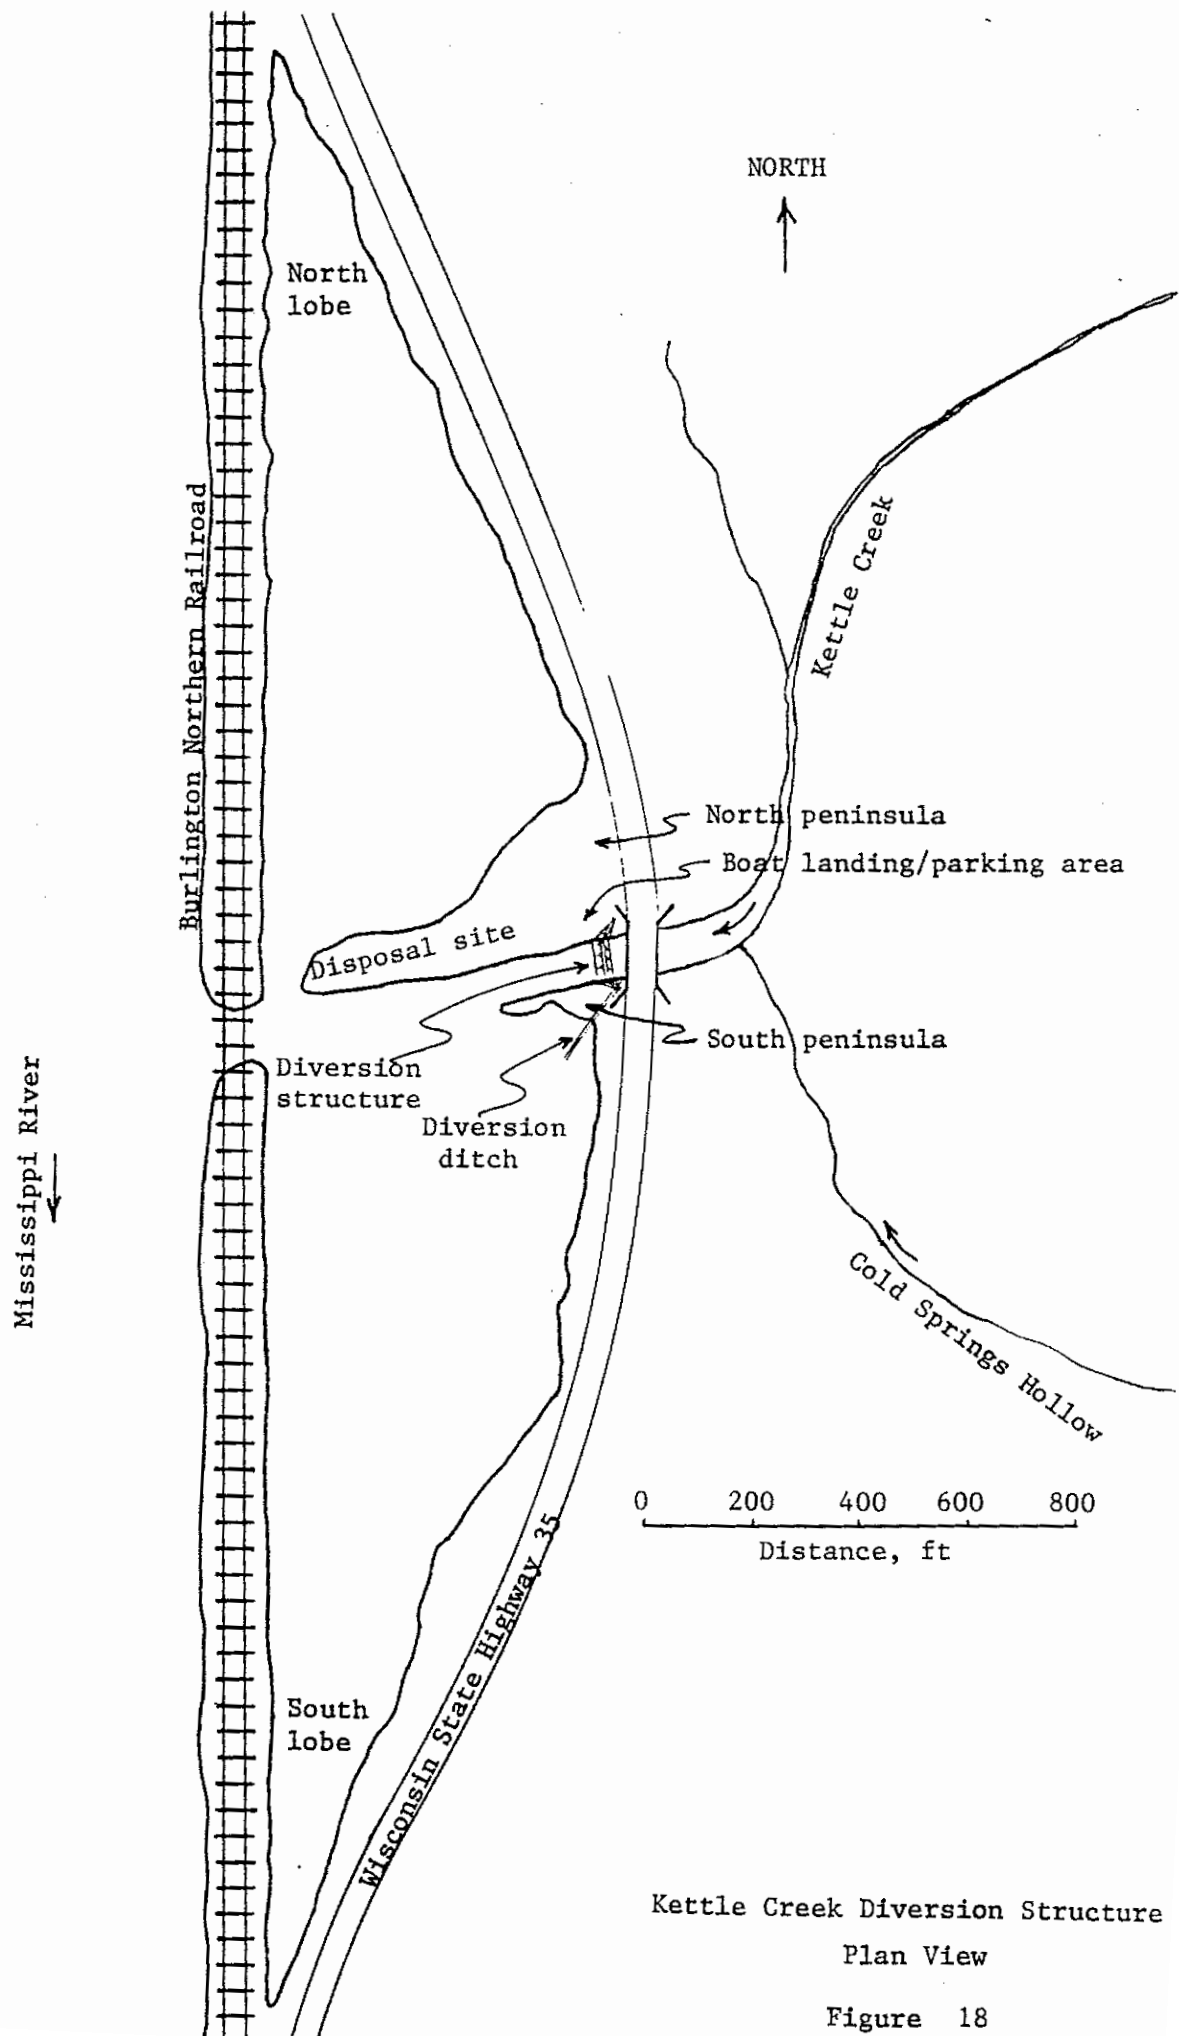 NORTH
North
lobe
Burlington Northern Railroad
Kettle Creek
North peninsula
Boat landing/parking area
Disposal site
South peninsula
Diversion
structure
Diversion
ditch
Mississippi River
Cold Springs Hollow
0 200 400 600 800
Distance, ft
Wisconsin State Highway 35
South
lobe
Kettle Creek Diversion Structure
Plan View
Figure 18